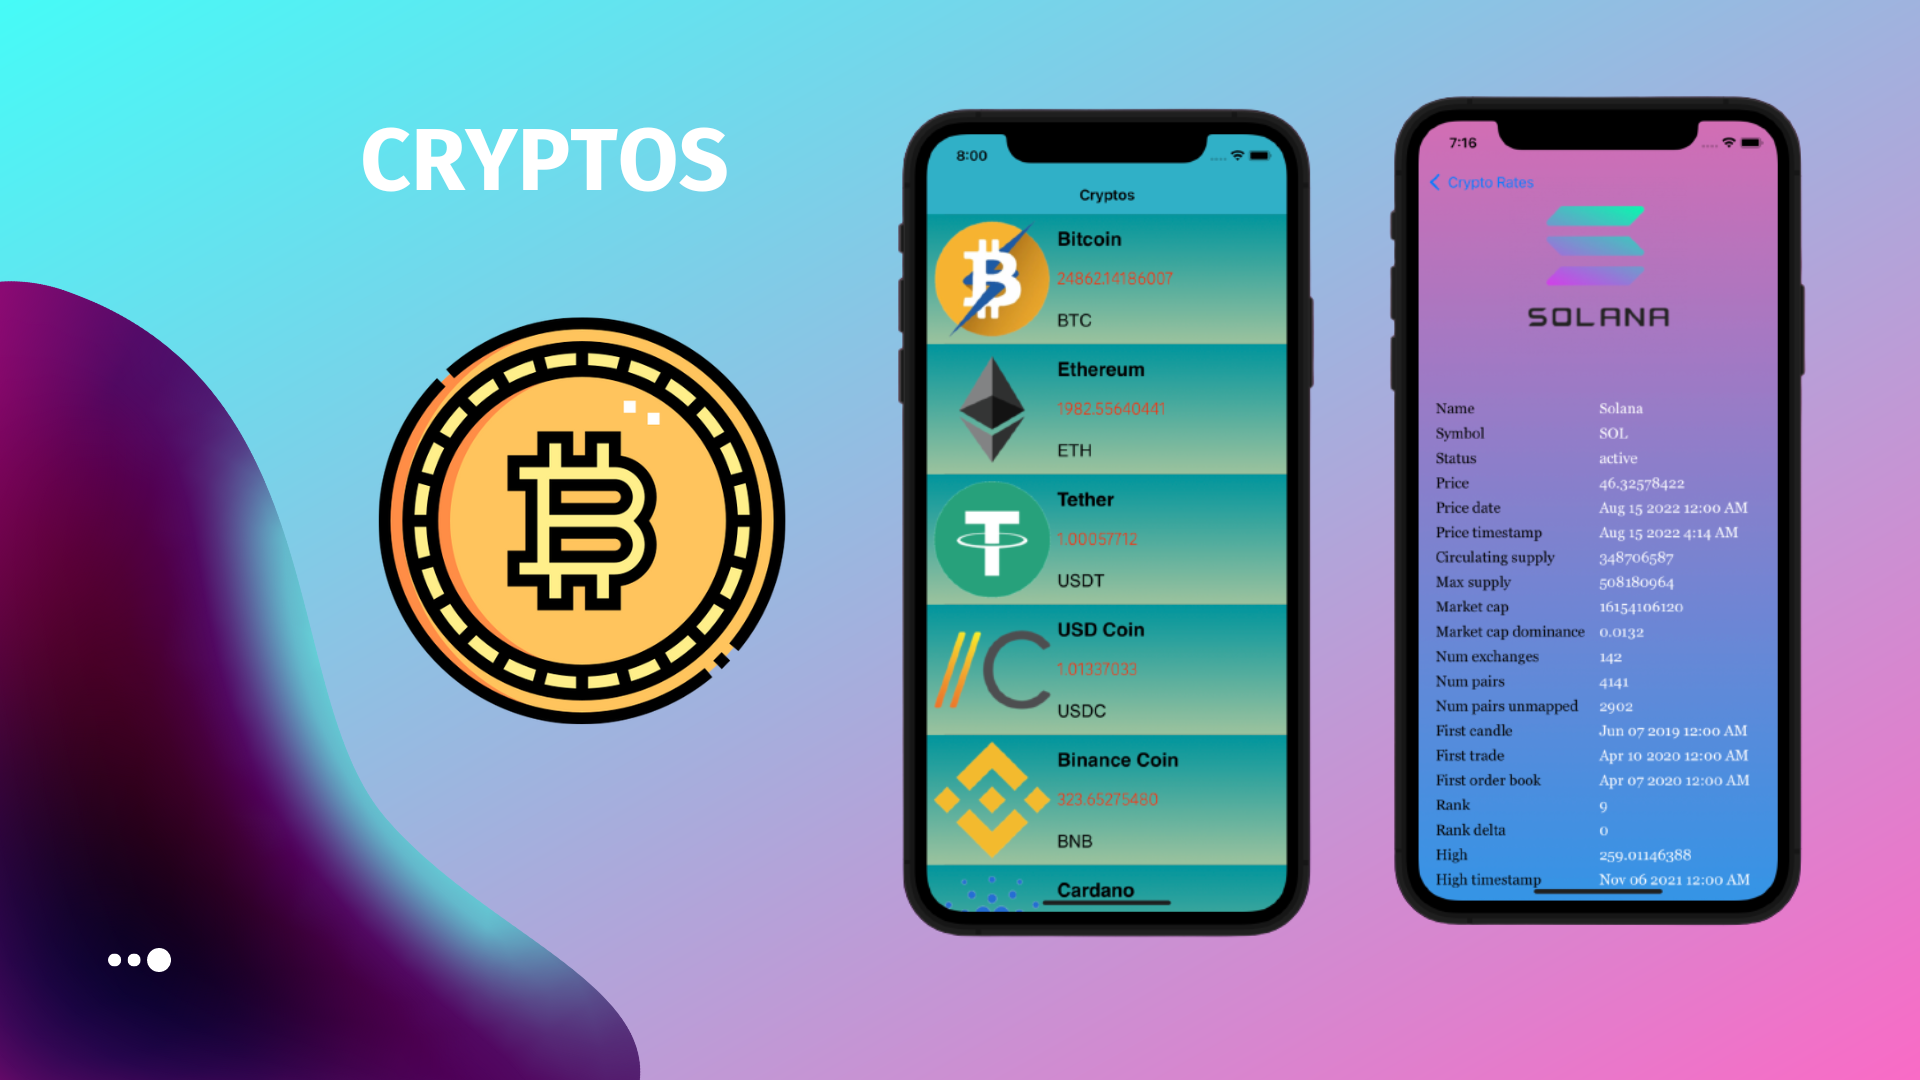 CRYPTOS
8:00
Cryptos
Bitcoin
24862.14186007
BTC
Ethereum
1982.55640441
ETH
Tether
1.00057712
USDT
USD Coin
1.01337033
USDC
Binance Coin
323.65275480
BNB
Cardano
7:16
Crypto Rates
SOLANA
Name Solana
Symbol SOL
Status active
Price 46.32578422
Price date Aug 15 2022 12:00 AM
Price timestamp Aug 15 2022 4:14 AM
Circulating supply 348706587
Max supply 508180964
Market cap 16154106120
Market cap dominance 0.0132
Num exchanges 142
Num pairs 4141
Num pairs unmapped 2902
First candle Jun 07 2019 12:00 AM
First trade Apr 10 2020 12:00 AM
First order book Apr 07 2020 12:00 AM
Rank 9
Rank delta 0
High 259.01146388
High timestamp Nov 06 2021 12:00 AM